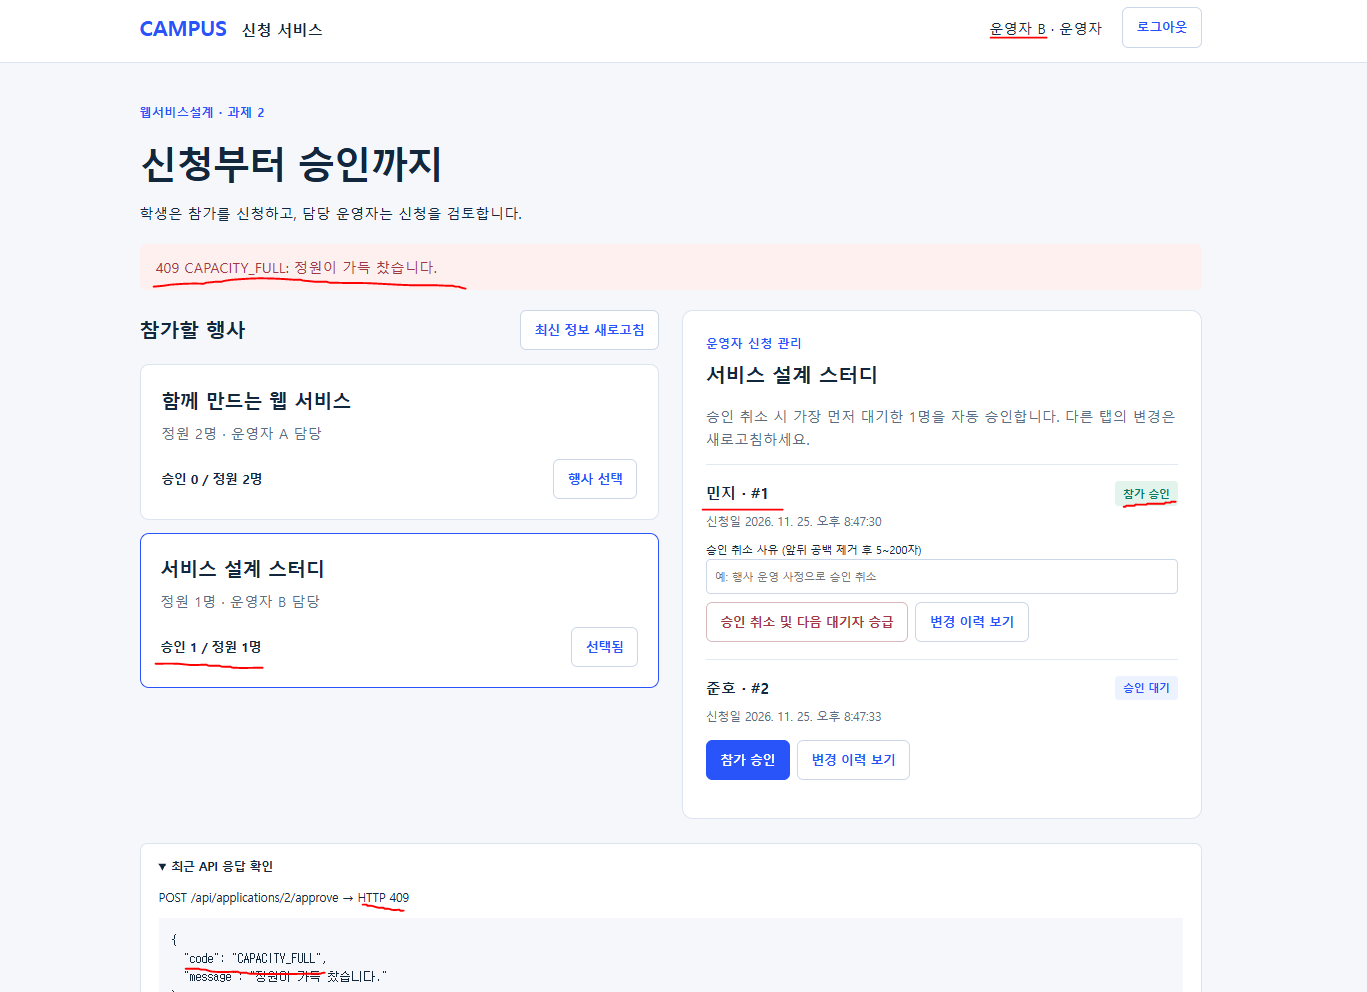 CAMPUS 신청 서비스
운영자 B · 운영자
로그아웃
웹서비스설계 · 과제 2
신청부터 승인까지
학생은 참가를 신청하고, 담당 운영자는 신청을 검토합니다.
409 CAPACITY_FULL: 정원이 가득 찼습니다.
참가할 행사
최신 정보 새로고침
함께 만드는 웹 서비스
정원 2명 · 운영자 A 담당
승인 0 / 정원 2명
행사 선택
서비스 설계 스터디
정원 1명 · 운영자 B 담당
승인 1 / 정원 1명
선택됨
운영자 신청 관리
서비스 설계 스터디
승인 취소 시 가장 먼저 대기한 1명을 자동 승인합니다. 다른 탭의 변경은
새로고침하세요.
민지 · #1
참가 승인
신청일 2026. 11. 25. 오후 8:47:30
승인 취소 사유 (앞뒤 공백 제거 후 5~200자)
예: 행사 운영 사정으로 승인 취소
승인 취소 및 다음 대기자 승급
변경 이력 보기
준호 · #2
승인 대기
신청일 2026. 11. 25. 오후 8:47:33
참가 승인
변경 이력 보기
▼ 최근 API 응답 확인
POST /api/applications/2/approve → HTTP 409
{
"code": "CAPACITY_FULL",
"message": "정원이 가득 찼습니다."